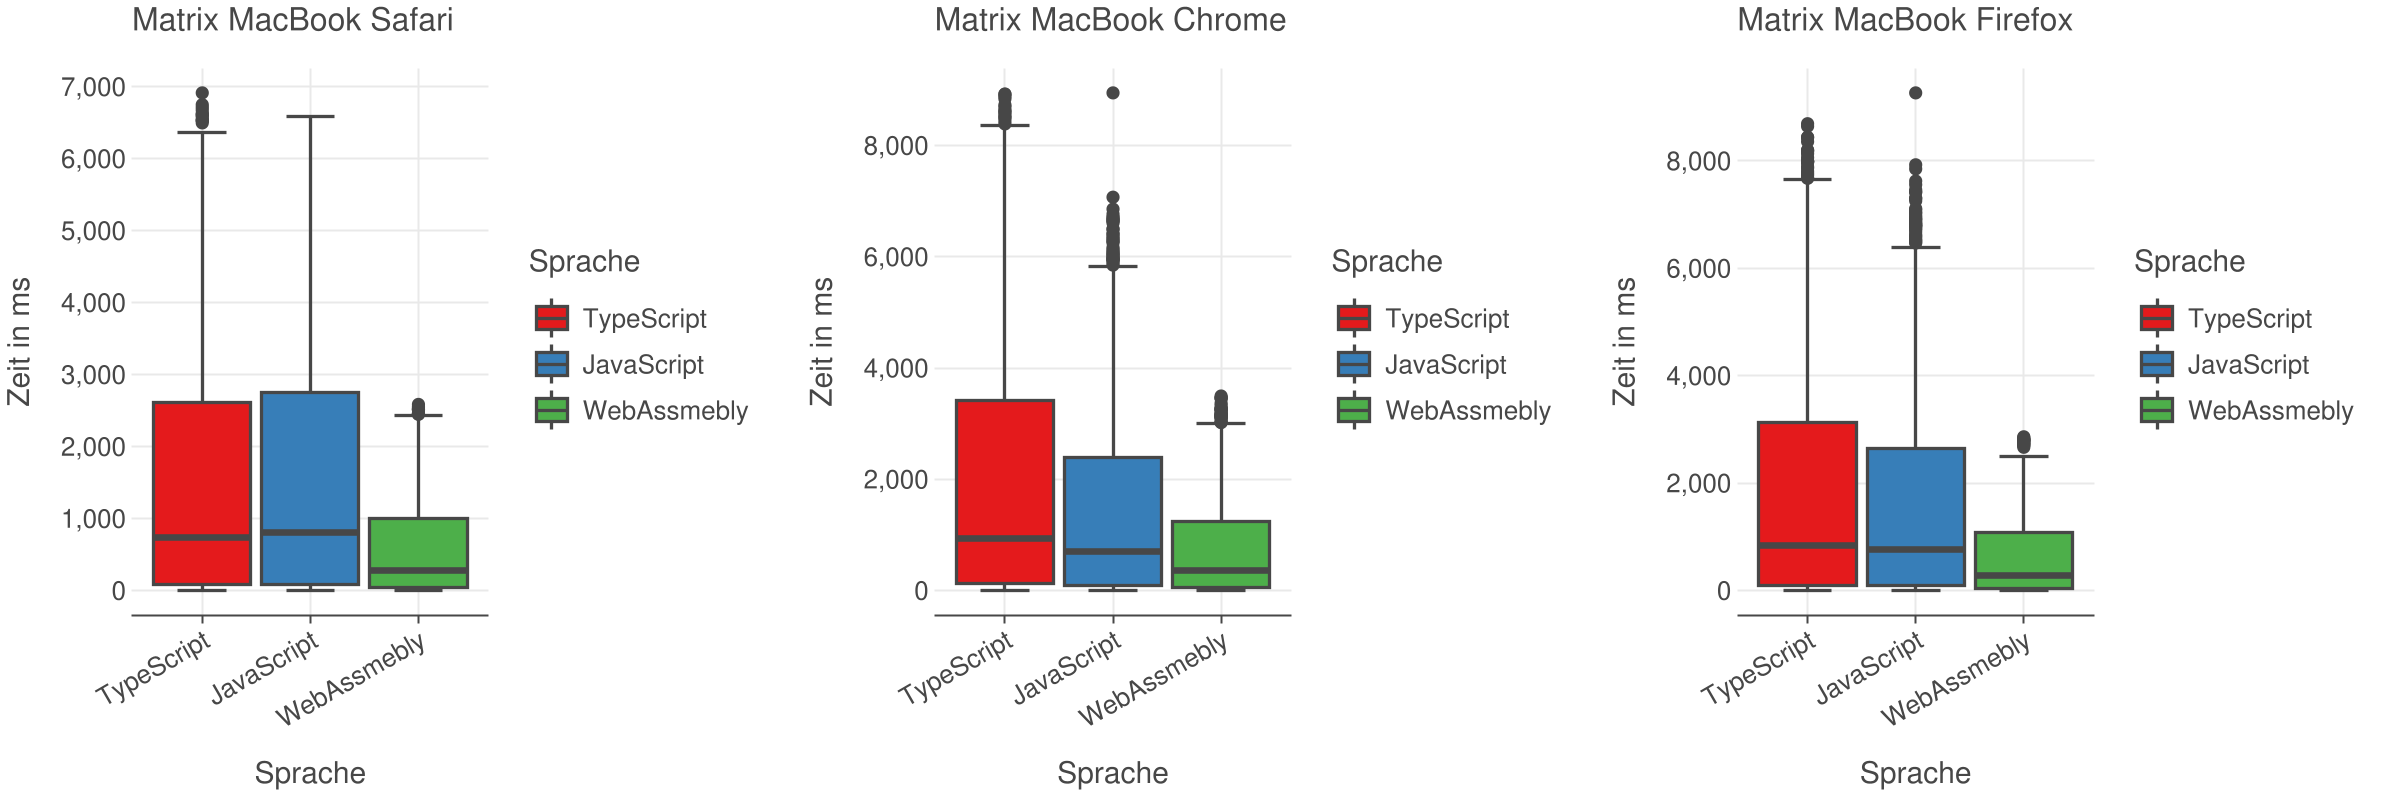 Matrix MacBook Safari
Zeit in ms
7,000
6,000
5,000
4,000
3,000
2,000
1,000
0
TypeScript
JavaScript
WebAssmebly
Sprache
Sprache
TypeScript
JavaScript
WebAssmebly
Matrix MacBook Chrome
Zeit in ms
8,000
6,000
4,000
2,000
0
TypeScript
JavaScript
WebAssmebly
Sprache
Sprache
TypeScript
JavaScript
WebAssmebly
Matrix MacBook Firefox
Zeit in ms
8,000
6,000
4,000
2,000
0
TypeScript
JavaScript
WebAssmebly
Sprache
Sprache
TypeScript
JavaScript
WebAssmebly